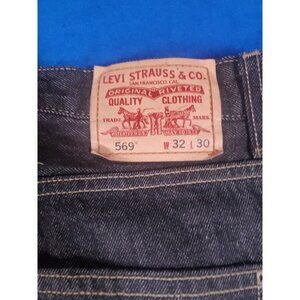 LEVI STRAUSS & CO.
SAN FRANCISCO, CAL.
ORIGINAL RIVETED
QUALITY CLOTHING
TRADE MARK
569® W 32 L 30